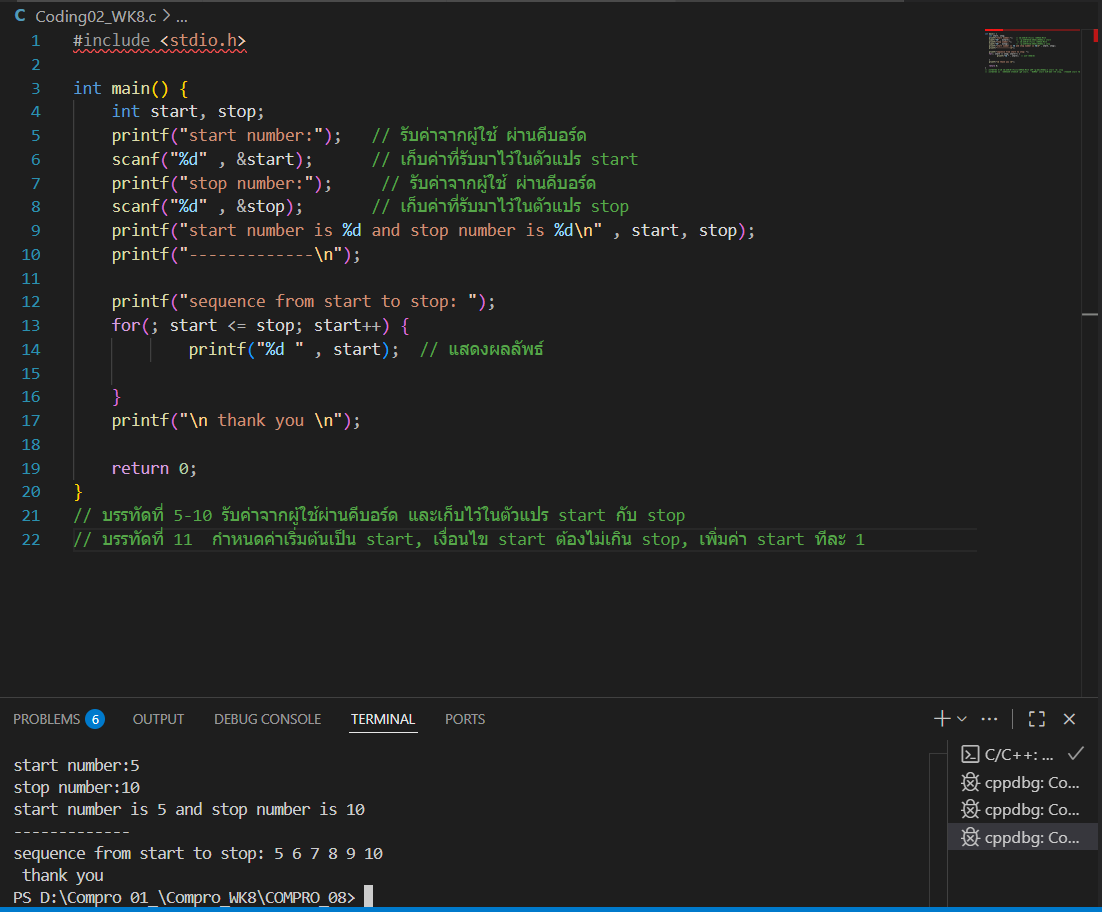 C Coding02_WK8.c > ...
1 #include <stdio.h>
2
3 int main() {
4 int start, stop;
5 printf("start number:"); // รับค่าจากผู้ใช้ ผ่านคีบอร์ด
6 scanf("%d" , &start); // เก็บค่าที่รับมาไว้ในตัวแปร start
7 printf("stop number:"); // รับค่าจากผู้ใช้ ผ่านคีบอร์ด
8 scanf("%d" , &stop); // เก็บค่าที่รับมาไว้ในตัวแปร stop
9 printf("start number is %d and stop number is %d\n" , start, stop);
10 printf("-------------\n");
11
12 printf("sequence from start to stop: ");
13 for(; start <= stop; start++) {
14 printf("%d " , start); // แสดงผลลัพธ์
15
16 }
17 printf("\n thank you \n");
18
19 return 0;
20 }
21 // บรรทัดที่ 5-10 รับค่าจากผู้ใช้ผ่านคีบอร์ด และเก็บไว้ในตัวแปร start กับ stop
22 // บรรทัดที่ 11 กำหนดค่าเริ่มต้นเป็น start, เงื่อนไข start ต้องไม่เกิน stop, เพิ่มค่า start ทีละ 1
PROBLEMS 6 OUTPUT DEBUG CONSOLE TERMINAL PORTS
start number:5
stop number:10
start number is 5 and stop number is 10
-------------
sequence from start to stop: 5 6 7 8 9 10
thank you
PS D:\Compro 01_\Compro_WK8\COMPRO_08>
C/C++: ...
cppdbg: Co...
cppdbg: Co...
cppdbg: Co...